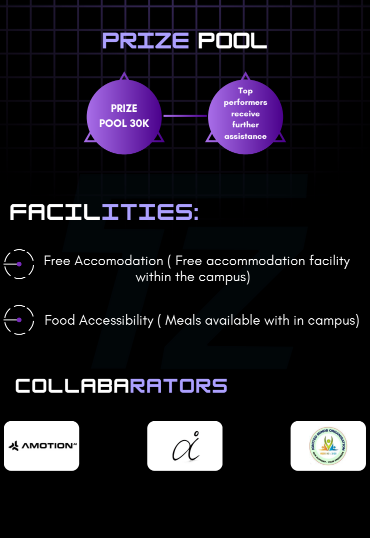 PRIZE POOL
PRIZE
POOL 30K
Top
performers
receive
further
assistance
FACILITIES:
Free Accomodation ( Free accommodation facility
within the campus)
Food Accessibility ( Meals available with in campus)
COLLABARATORS
AMOTION